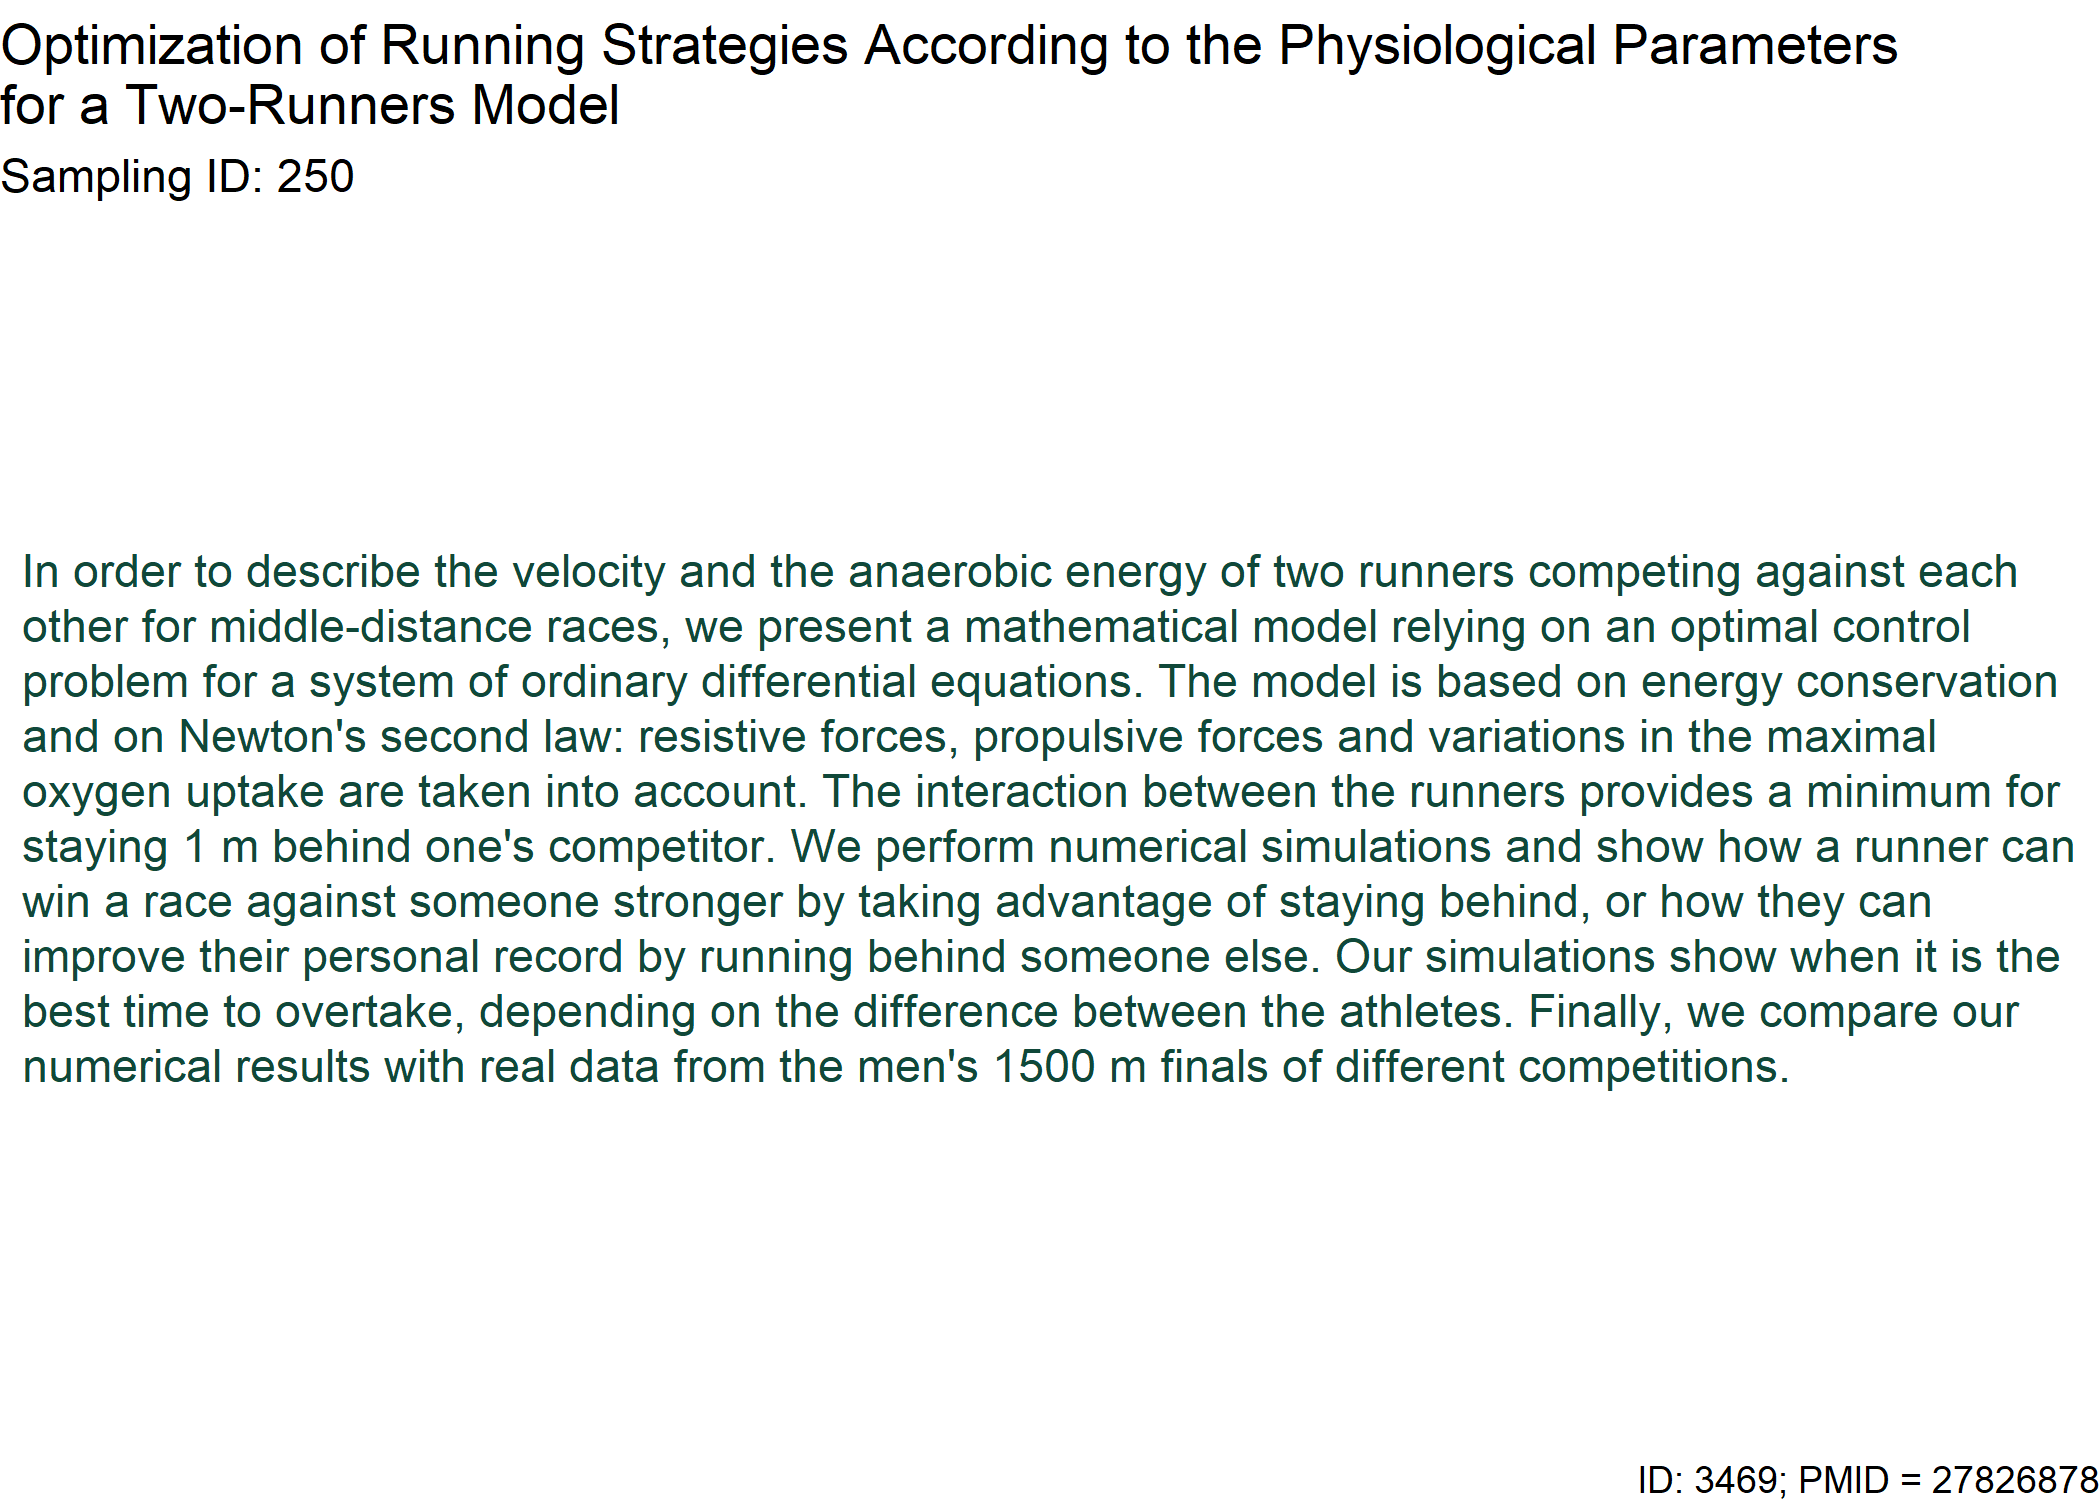 Optimization of Running Strategies According to the Physiological Parameters
for a Two-Runners Model
Sampling ID: 250
In order to describe the velocity and the anaerobic energy of two runners competing against each
other for middle-distance races, we present a mathematical model relying on an optimal control
problem for a system of ordinary differential equations. The model is based on energy conservation
and on Newton's second law: resistive forces, propulsive forces and variations in the maximal
oxygen uptake are taken into account. The interaction between the runners provides a minimum for
staying 1 m behind one's competitor. We perform numerical simulations and show how a runner can
win a race against someone stronger by taking advantage of staying behind, or how they can
improve their personal record by running behind someone else. Our simulations show when it is the
best time to overtake, depending on the difference between the athletes. Finally, we compare our
numerical results with real data from the men's 1500 m finals of different competitions.
ID: 3469; PMID = 27826878